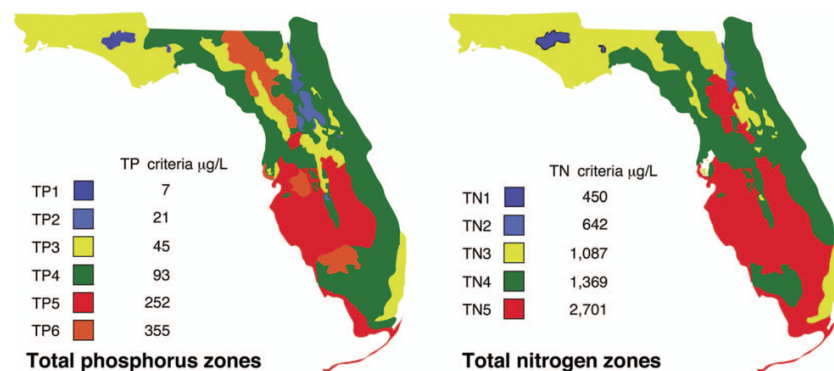 TP criteria µg/L
TP1 7
TP2 21
TP3 45
TP4 93
TP5 252
TP6 355
Total phosphorus zones
TN criteria µg/L
TN1 450
TN2 642
TN3 1,087
TN4 1,369
TN5 2,701
Total nitrogen zones